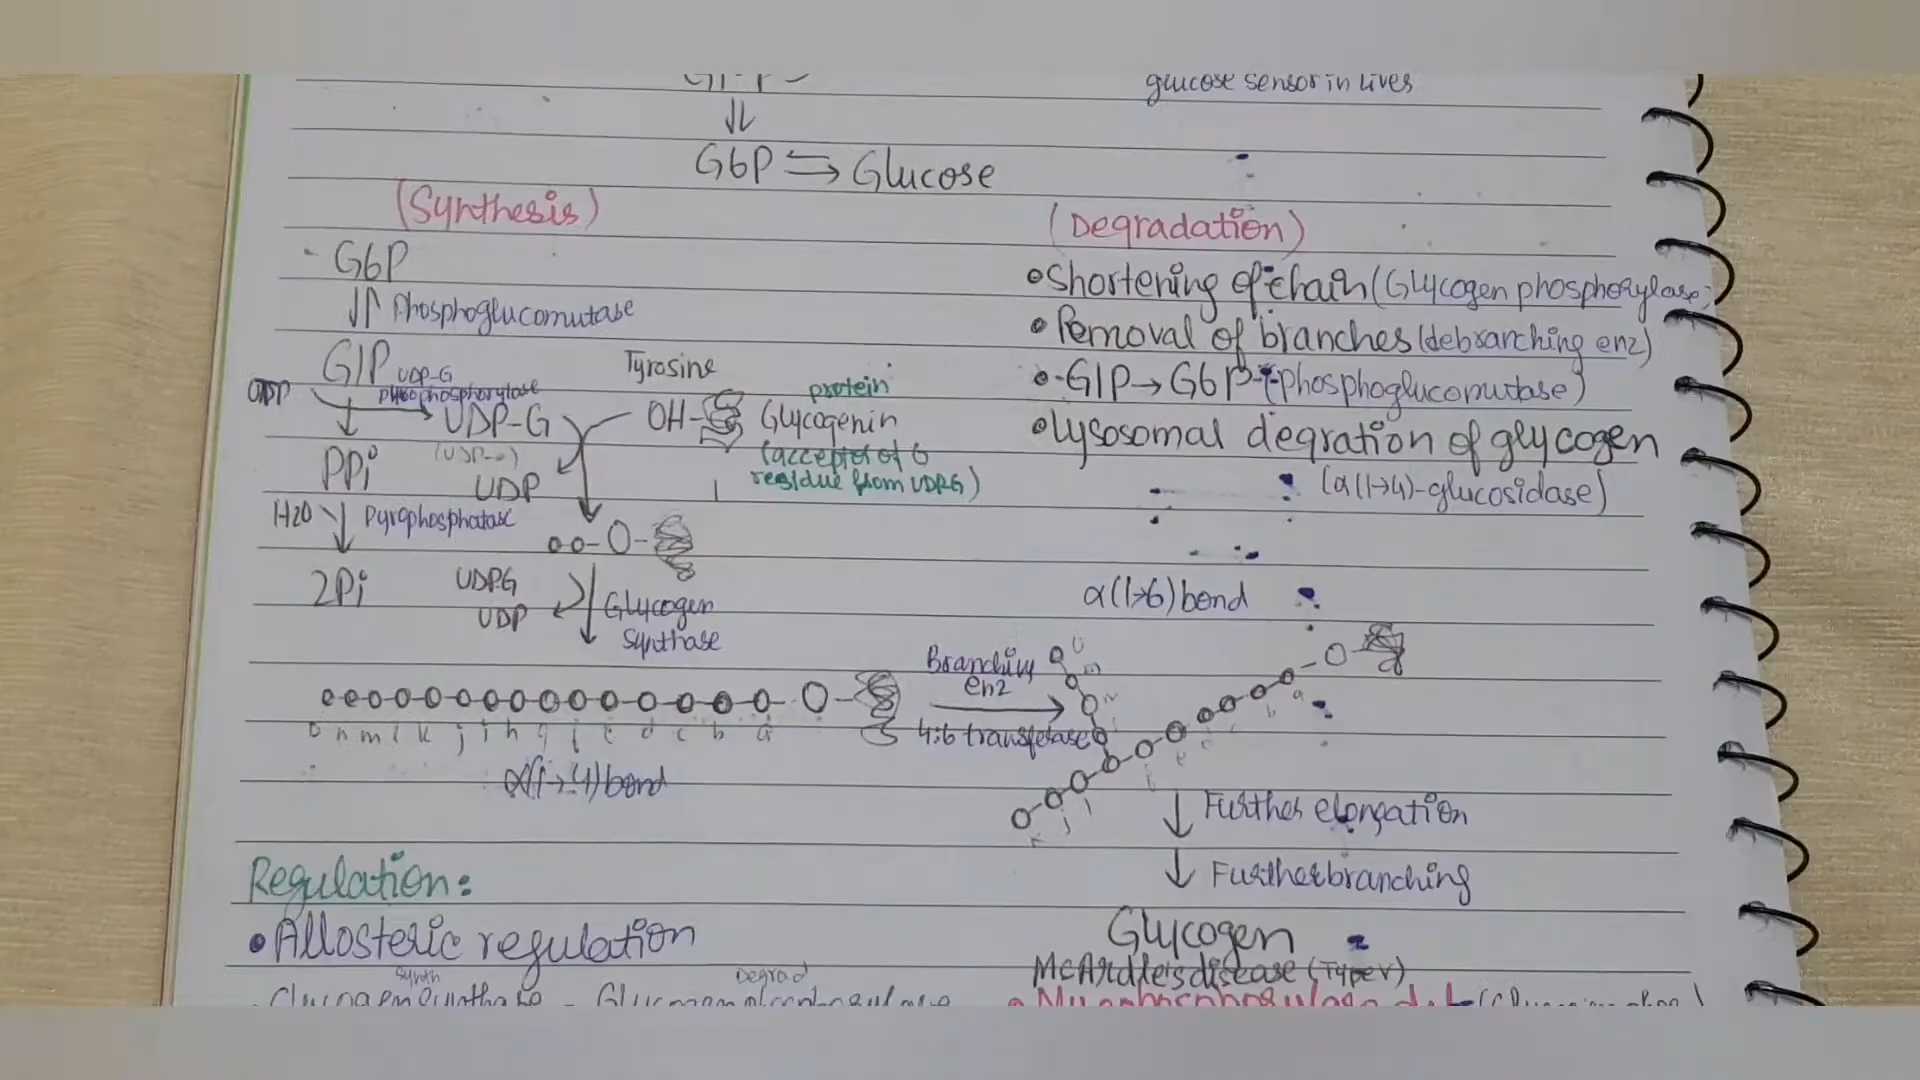 glucose sensor in lives
G6P ⇌ Glucose
(Synthesis)
G6P
Phosphoglucomutase
G1P
UDP-G
UDP-G
PPi
UDP
H2O
Pyrophosphatase
2Pi
Tyrosine
OH-
protein
Glycogenin
(acceptor of G
residue from UDPG)
UDPG
UDP
Glycogen
Synthase
o n m l k j i h g f e d c b a
α(1→4) bond
(Degradation)
•Shortening of chain (Glycogen phosphorylase)
•Removal of branches (debranching enz)
•G1P→G6P (phosphoglucomutase)
•Lysosomal degration of glycogen
(α(1→4)-glucosidase)
α(1→6) bond
Branching
enz
4:6 transferase
Further elongation
Further branching
Glycogen
Regulation:
•Allosteric regulation
Synth
Degrad
McArdle's disease (Type V)